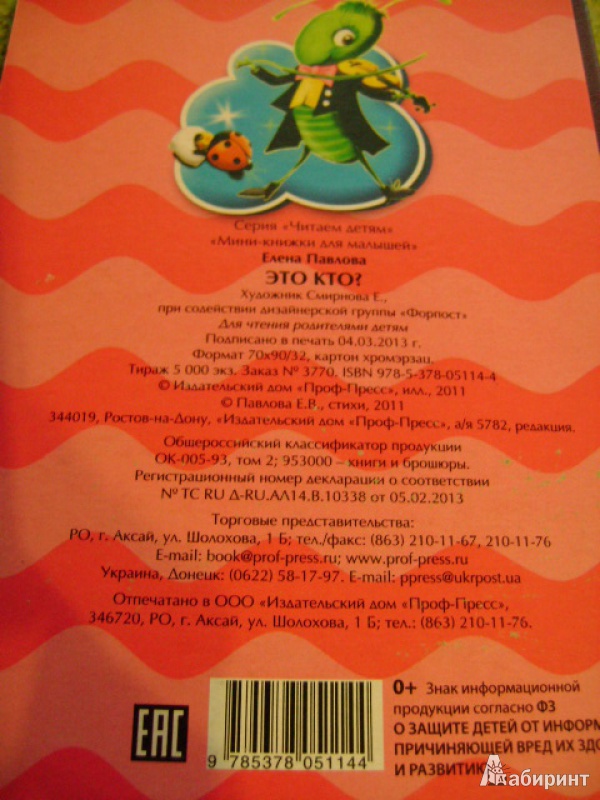 Серия «Читаем детям»
«Мини-книжки для малышей»
Елена Павлова
ЭТО КТО?
Художник Смирнова Е.,
при содействии дизайнерской группы «Форпост»
Для чтения родителями детям
Подписано в печать 04.03.2013 г.
Формат 70х90/32, картон хромэрзац.
Тираж 5 000 экз. Заказ № 3770. ISBN 978-5-378-05114-4
© Издательский дом «Проф-Пресс», илл., 2011
© Павлова Е.В., стихи, 2011
344019, Ростов-на-Дону, «Издательский дом «Проф-Пресс», а/я 5782, редакция.
Общероссийский классификатор продукции
ОК-005-93, том 2; 953000 – книги и брошюры.
Регистрационный номер декларации о соответствии
№ ТС RU Д-RU.АЛ14.В.10338 от 05.02.2013
Торговые представительства:
РО, г. Аксай, ул. Шолохова, 1 Б; тел./факс: (863) 210-11-67, 210-11-76
E-mail: book@prof-press.ru; www.prof-press.ru
Украина, Донецк: (0622) 58-17-97. E-mail: ppress@ukrpost.ua
Отпечатано в ООО «Издательский дом «Проф-Пресс»,
346720, РО, г. Аксай, ул. Шолохова, 1 Б; тел.: (863) 210-11-76.
0+ Знак информационной
продукции согласно ФЗ
О ЗАЩИТЕ ДЕТЕЙ ОТ ИНФОРМ
ПРИЧИНЯЮЩЕЙ ВРЕД ИХ ЗДО
И РАЗВИТИ
EAC
9 785378 051144
Лабиринт